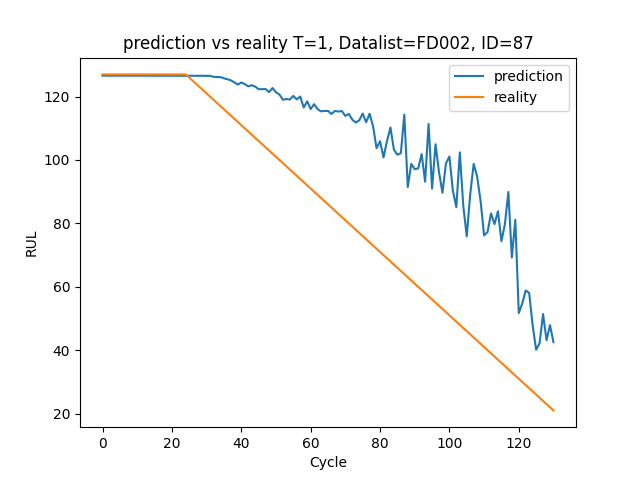 prediction vs reality T=1, Datalist=FD002, ID=87
prediction
reality
120
100
80
60
40
20
RUL
0 20 40 60 80 100 120
Cycle